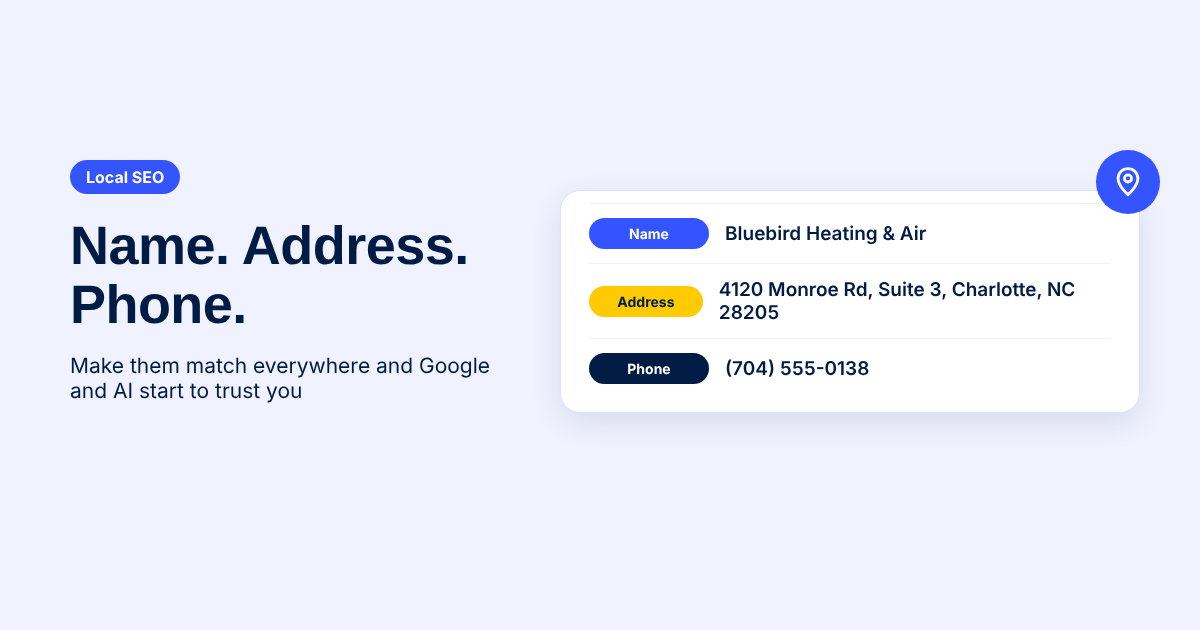 Local SEO
Name. Address.
Phone.
Make them match everywhere and Google
and AI start to trust you
Name
Bluebird Heating & Air
Address
4120 Monroe Rd, Suite 3, Charlotte, NC
28205
Phone
(704) 555-0138